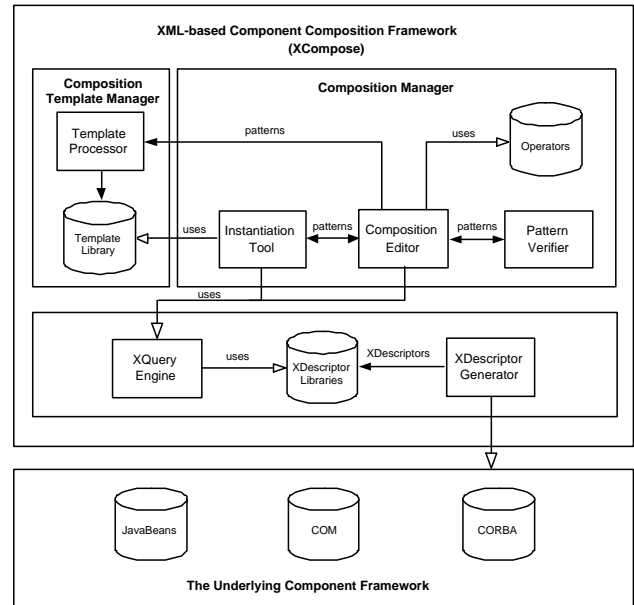 XML-based Component Composition Framework
(XCompose)
Composition
Template Manager
Composition Manager
Template
Processor
patterns
uses
Operators
Template
Library
uses
Instantiation
Tool
patterns
Composition
Editor
patterns
Pattern
Verifier
uses
XQuery
Engine
uses
XDescriptor
Libraries
XDescriptors
XDescriptor
Generator
JavaBeans
COM
CORBA
The Underlying Component Framework